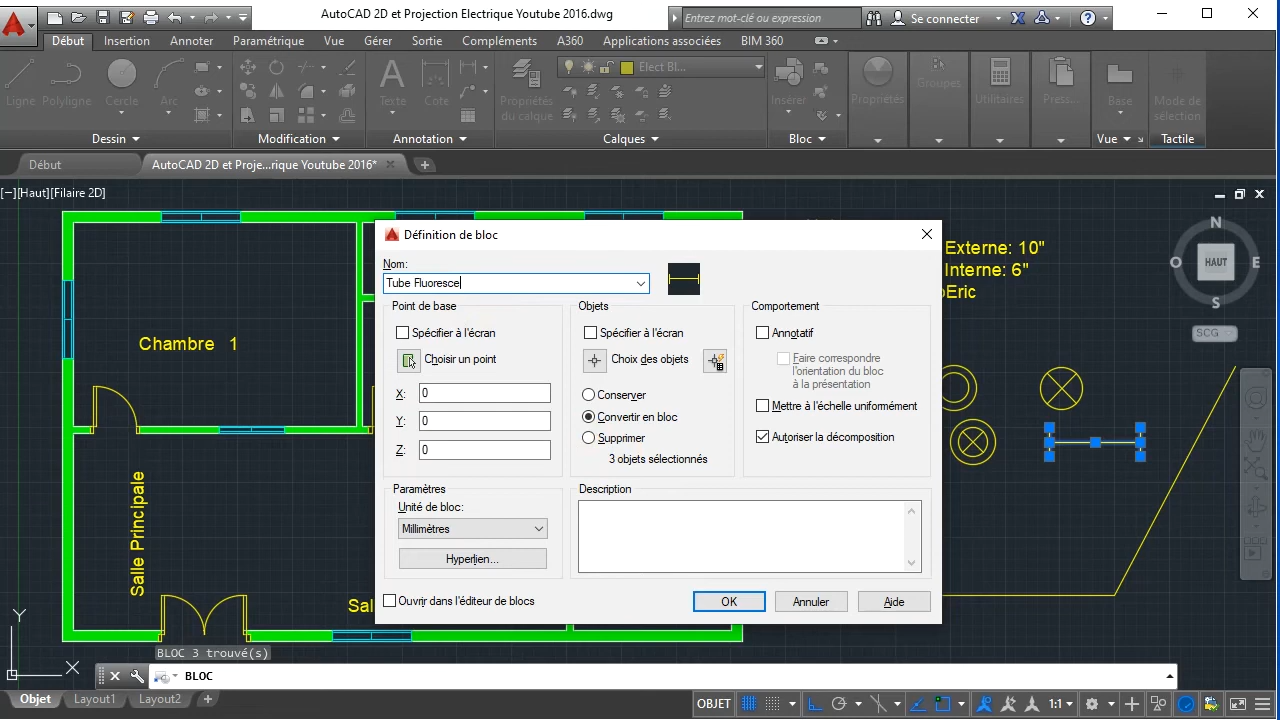 AutoCAD 2D et Projection Electrique Youtube 2016.dwg
Entrez mot-clé ou expression
Se connecter
Début Insertion Annoter Paramétrique Vue Gérer Sortie Compléments A360 Applications associées BIM 360
Ligne Polyligne Cercle Arc
Texte Cote
Propriétés du calque
Elect Bl...
Insérer
Propriétés
Groupes
Utilitaires
Press...
Base
Mode de sélection
Dessin Modification Annotation Calques Bloc Vue Tactile
Début
AutoCAD 2D et Proje...rique Youtube 2016*
[−][Haut][Filaire 2D]
Définition de bloc
Nom:
Tube Fluoresce
Point de base
Spécifier à l'écran
Choisir un point
X: 0
Y: 0
Z: 0
Objets
Spécifier à l'écran
Choix des objets
Conserver
Convertir en bloc
Supprimer
3 objets sélectionnés
Comportement
Annotatif
Faire correspondre
l'orientation du bloc
à la présentation
Mettre à l'échelle uniformément
Autoriser la décomposition
Paramètres
Unité de bloc:
Millimètres
Hyperlien...
Description
Ouvrir dans l'éditeur de blocs
OK Annuler Aide
Chambre 1
Salle Principale
Sal
Externe: 10"
Interne: 6"
oEric
N
O HAUT E
S
SCG
Y
X
BLOC 3 trouvé(s)
BLOC
Objet Layout1 Layout2
OBJET
1:1